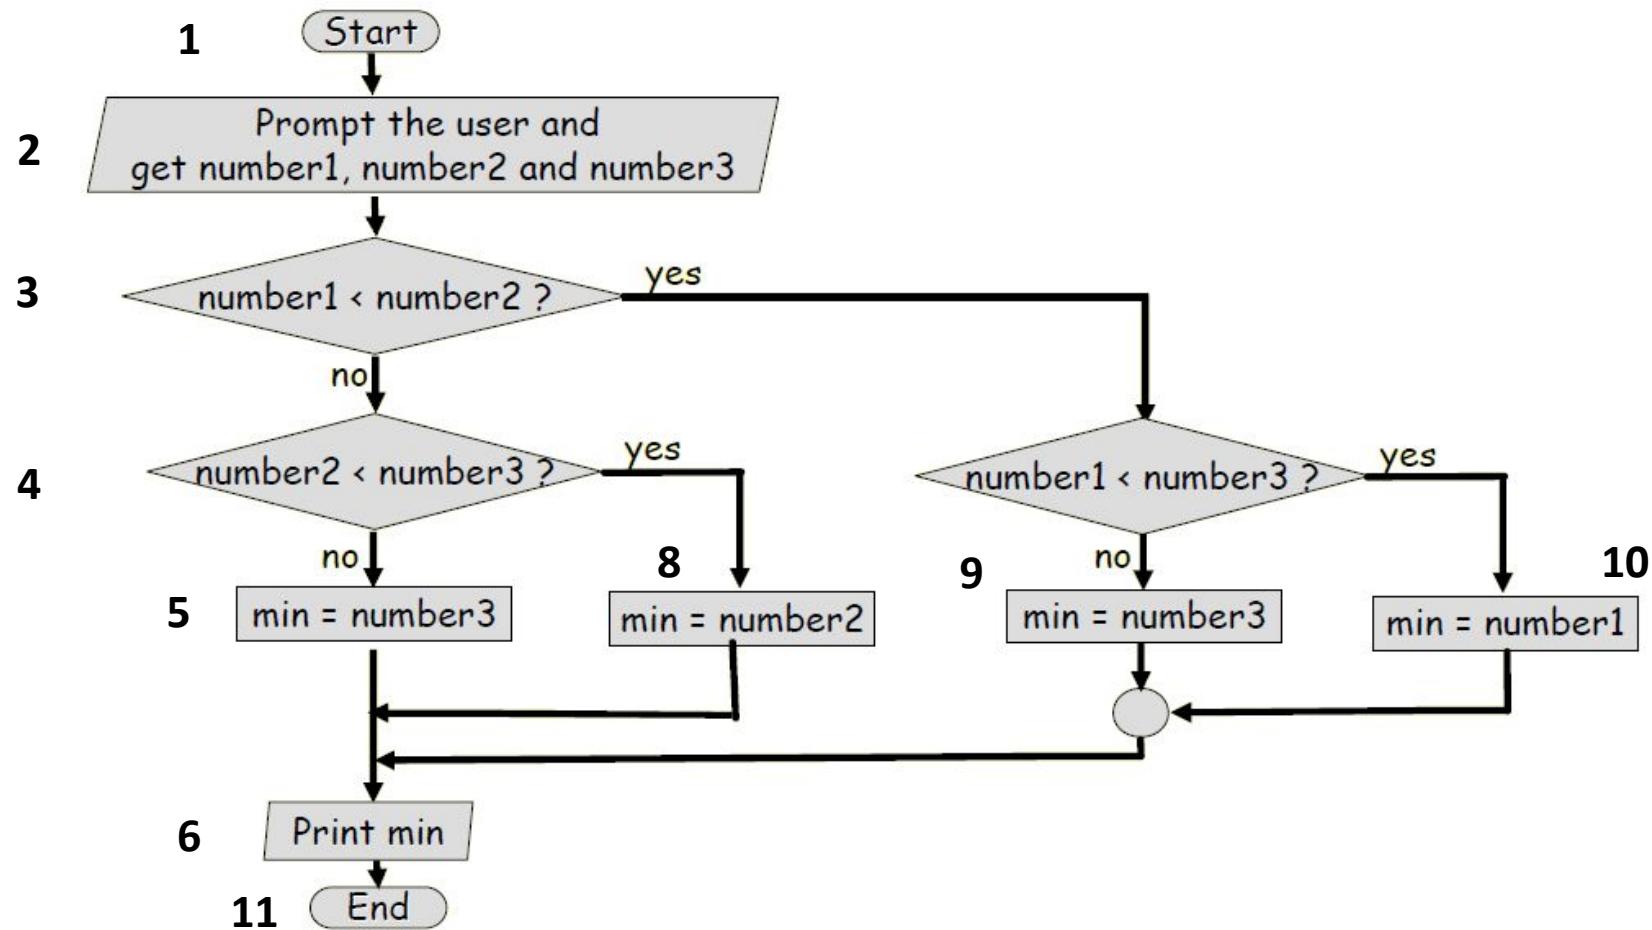 1
Start
2
Prompt the user and
get number1, number2 and number3
3
number1 < number2 ?
yes
no
4
number2 < number3 ?
yes
number1 < number3 ?
yes
no
8
no
9
10
5
min = number3
min = number2
min = number3
min = number1
6
Print min
11
End